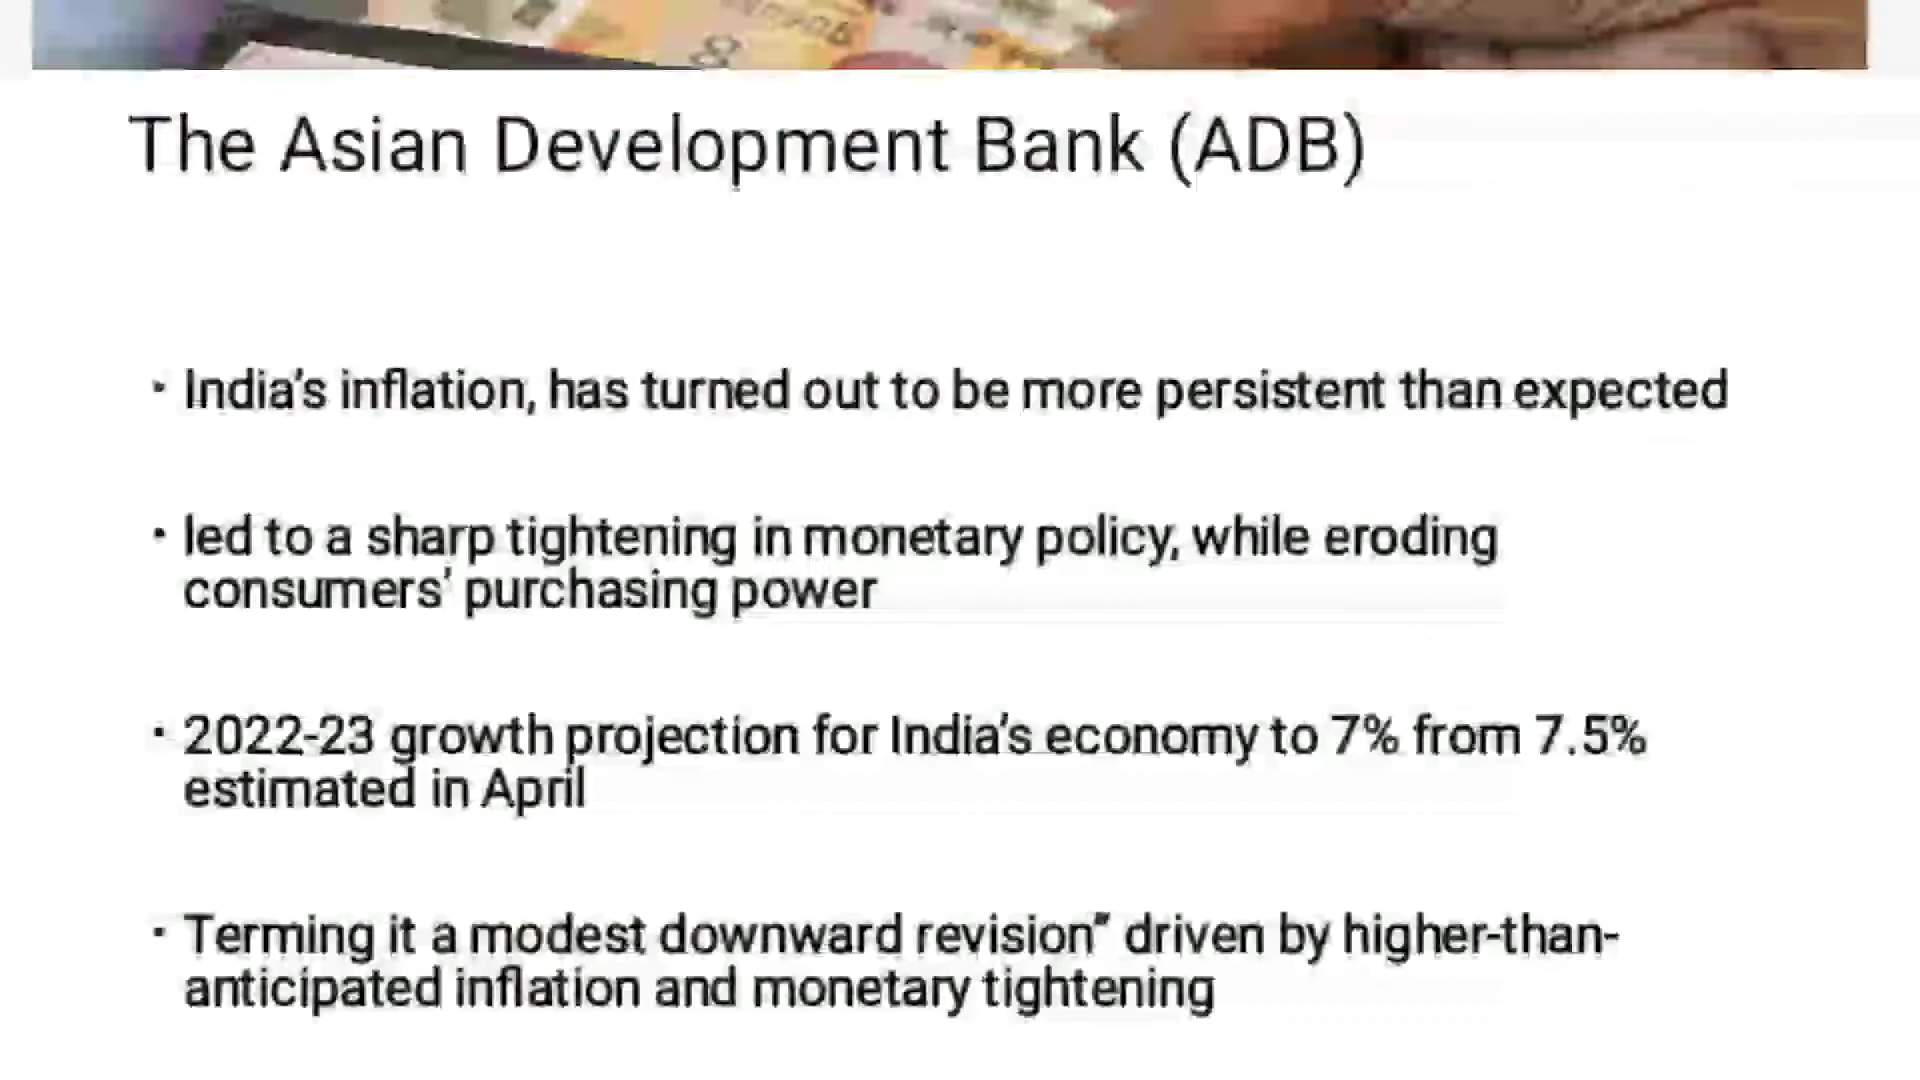 The Asian Development Bank (ADB)
· India's inflation, has turned out to be more persistent than expected
· led to a sharp tightening in monetary policy, while eroding
consumers' purchasing power
· 2022-23 growth projection for India's economy to 7% from 7.5%
estimated in April
· Terming it a modest downward revision" driven by higher-than-
anticipated inflation and monetary tightening